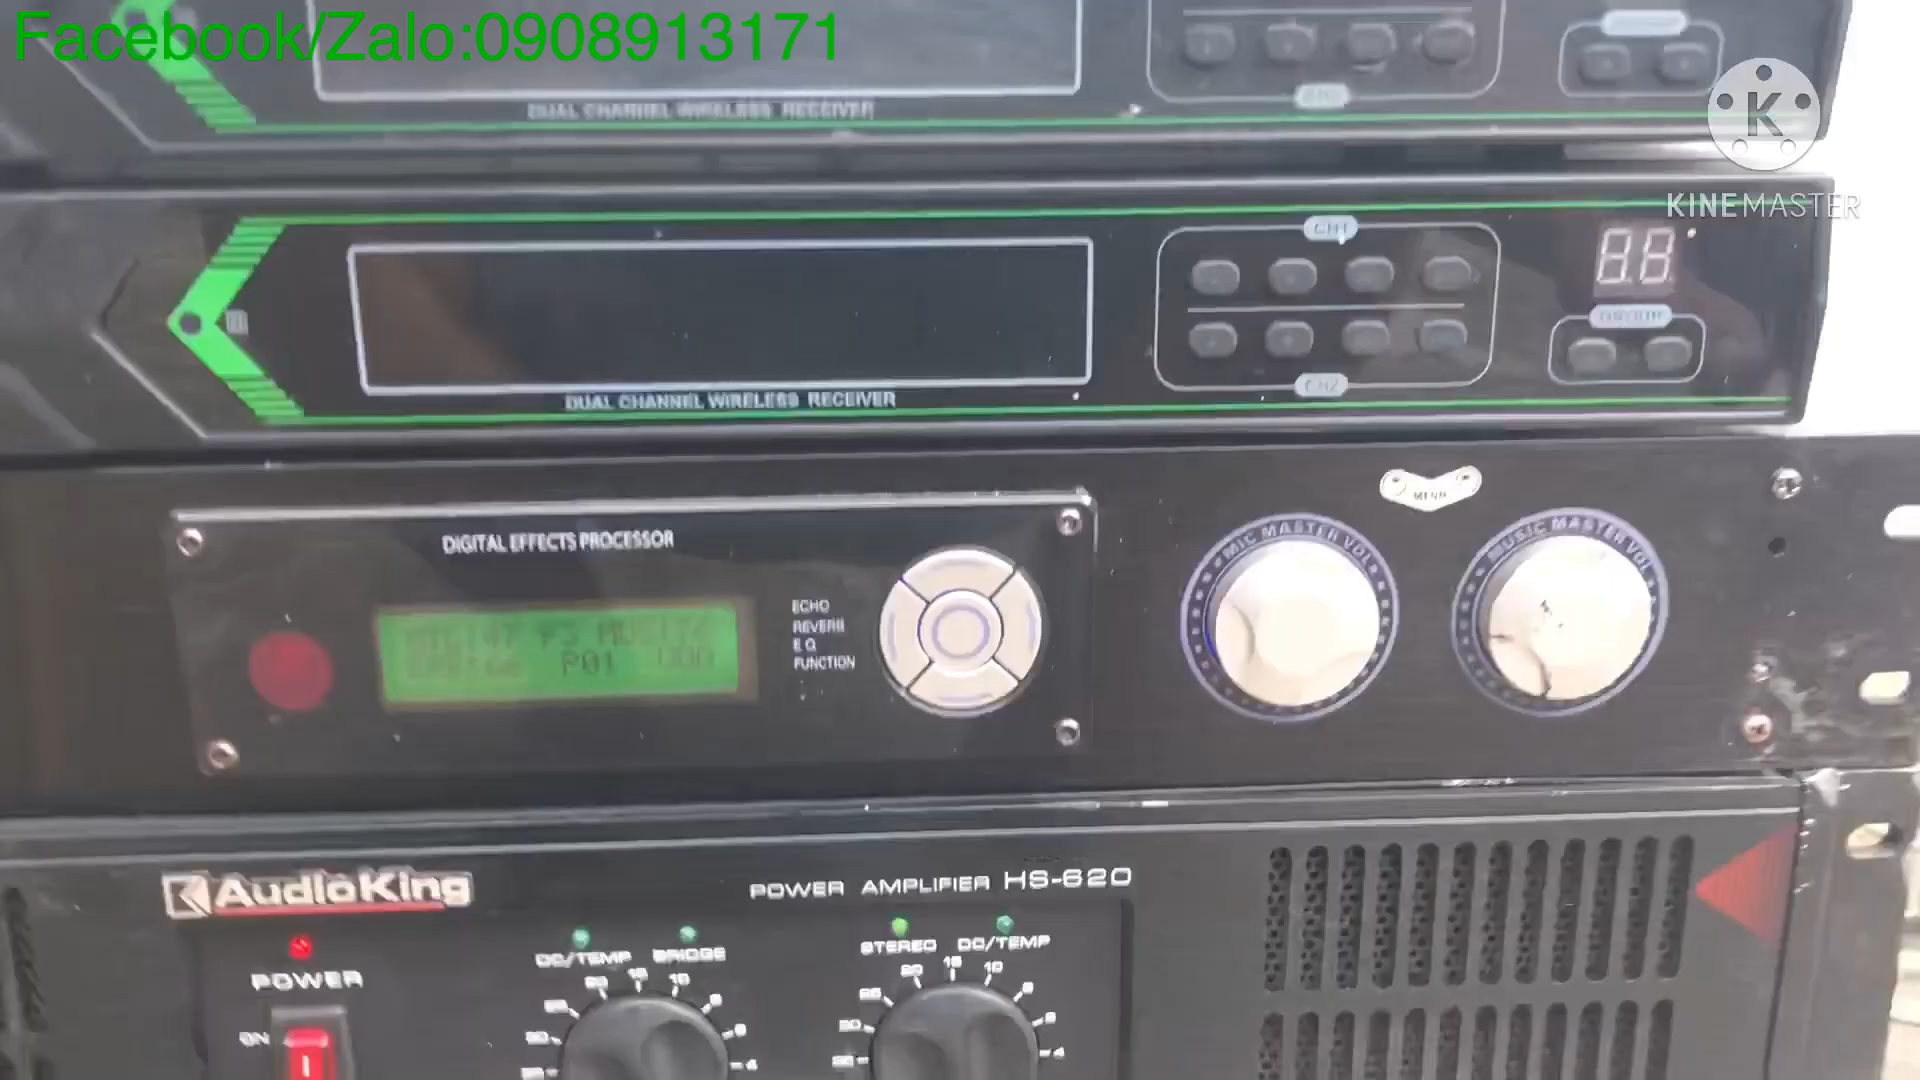 Facebook/Zalo:0908913171
DUAL CHANNEL WIRELESS RECEIVER
KINEMASTER
CH1
GROUP
DUAL CHANNEL WIRELESS RECEIVER
CH2
MENU
DIGITAL EFFECTS PROCESSOR
MIC MASTER VOL
MUSIC MASTER VOL
ECHO
REVERB
E.Q
FUNCTION
P01
AudioKing
POWER AMPLIFIER HS-620
POWER
DC/TEMP BRIDGE
STEREO DC/TEMP
ON